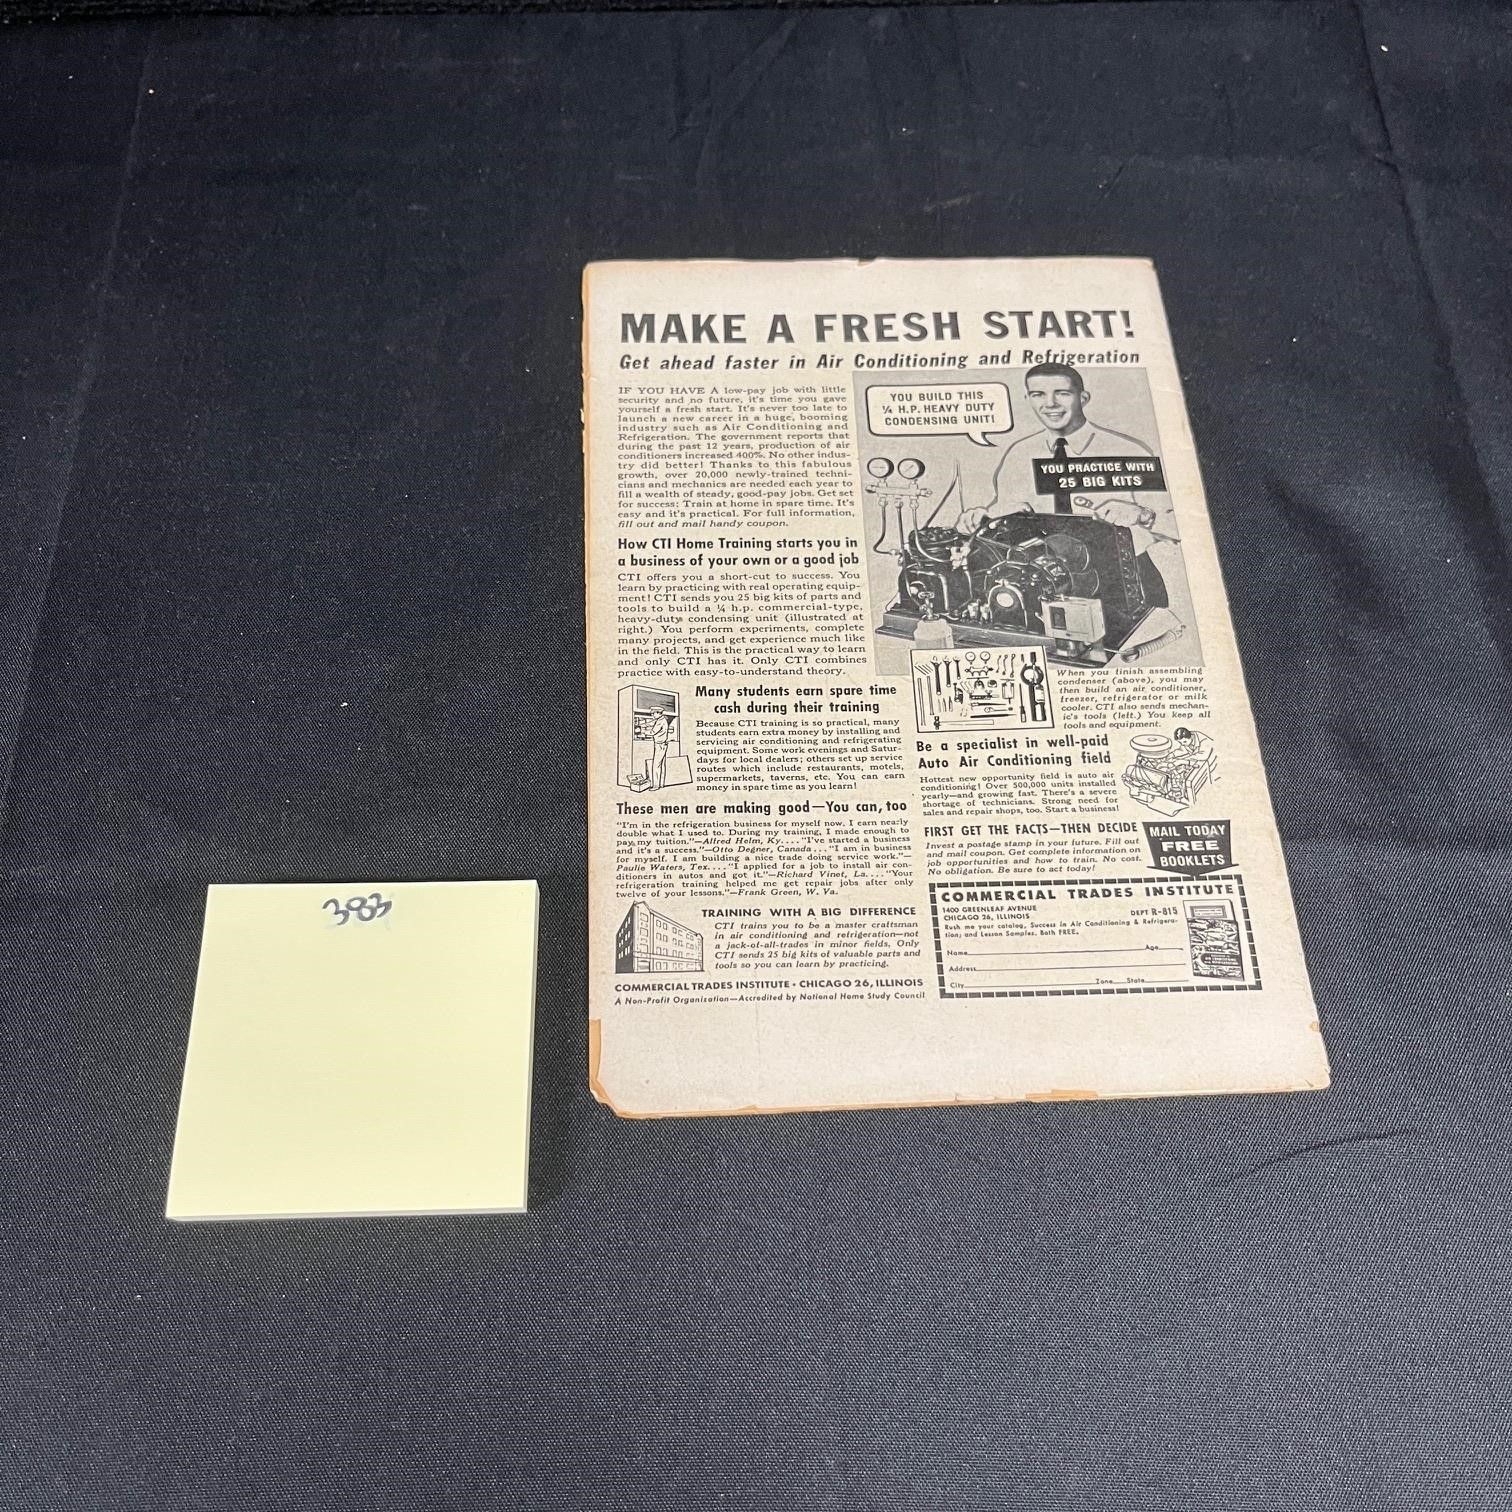 MAKE A FRESH START!
Get ahead faster in Air Conditioning and Refrigeration
IF YOU HAVE A low-pay job with little
security and no future, it's time you gave
yourself a fresh start. It's never too late to
launch a new career in a huge, booming
industry such as Air Conditioning and
Refrigeration. The government reports that
during the past 12 years, production of air
conditioners increased 400%. No other indus-
try did better! Thanks to this fabulous
growth, over 20,000 newly-trained techni-
cians and mechanics are needed each year to
fill a wealth of steady, good-pay jobs. Get set
for success: Train at home in spare time. It's
easy and it's practical. For full information,
fill out and mail handy coupon.
How CTI Home Training starts you in
a business of your own or a good job
CTI offers you a short-cut to success. You
learn by practicing with real operating equip-
ment! CTI sends you 25 big kits of parts and
tools to build a ¼ h.p. commercial-type,
heavy-duty condensing unit (illustrated at
right.) You perform experiments, complete
many projects, and get experience much like
in the field. This is the practical way to learn
and only CTI has it. Only CTI combines
practice with easy-to-understand theory.
YOU BUILD THIS
¼ H.P. HEAVY DUTY
CONDENSING UNIT!
YOU PRACTICE WITH
25 BIG KITS
When you finish assembling
condenser (above), you may
then build an air conditioner,
freezer, refrigerator or milk
cooler. CTI also sends mechan-
ic's tools (left.) You keep all
tools and equipment.
Many students earn spare time
cash during their training
Because CTI training is so practical, many
students earn extra money by installing and
servicing air conditioning and refrigerating
equipment. Some work evenings and Satur-
days for local dealers; others set up service
routes which include restaurants, motels,
supermarkets, taverns, etc. You can earn
money in spare time as you learn!
Be a specialist in well-paid
Auto Air Conditioning field
Hottest new opportunity field is auto air
conditioning! Over 500,000 units installed
yearly—and growing fast. There's a severe
shortage of technicians. Strong need for
sales and repair shops, too. Start a business!
These men are making good—You can, too
"I'm in the refrigeration business for myself now. I earn nearly
double what I used to. During my training, I made enough to
pay my tuition."—Alfred Helm, Ky. . . . "I've started a business
and it's a success."—Otto Degner, Canada . . . "I am in business
for myself. I am building a nice trade doing service work."—
Paulie Waters, Tex. . . . "I applied for a job to install air con-
ditioners in autos and got it."—Richard Vinet, La. . . . "Your
refrigeration training helped me get repair jobs after only
twelve of your lessons."—Frank Green, W. Va.
FIRST GET THE FACTS—THEN DECIDE
Invest a postage stamp in your future. Fill out
and mail coupon. Get complete information on
job opportunities and how to train. No cost.
No obligation. Be sure to act today!
MAIL TODAY
FREE
BOOKLETS
TRAINING WITH A BIG DIFFERENCE
CTI trains you to be a master craftsman
in air conditioning and refrigeration—not
a jack-of-all-trades in minor fields. Only
CTI sends 25 big kits of valuable parts and
tools so you can learn by practicing.
COMMERCIAL TRADES INSTITUTE • CHICAGO 26, ILLINOIS
A Non-Profit Organization—Accredited by National Home Study Council
COMMERCIAL TRADES INSTITUTE
1400 GREENLEAF AVENUE
CHICAGO 26, ILLINOIS DEPT R-815
Rush me your catalog, Success in Air Conditioning & Refrigera-
tion; and Lesson Samples. Both FREE.
Name Age
Address
City Zone State
383